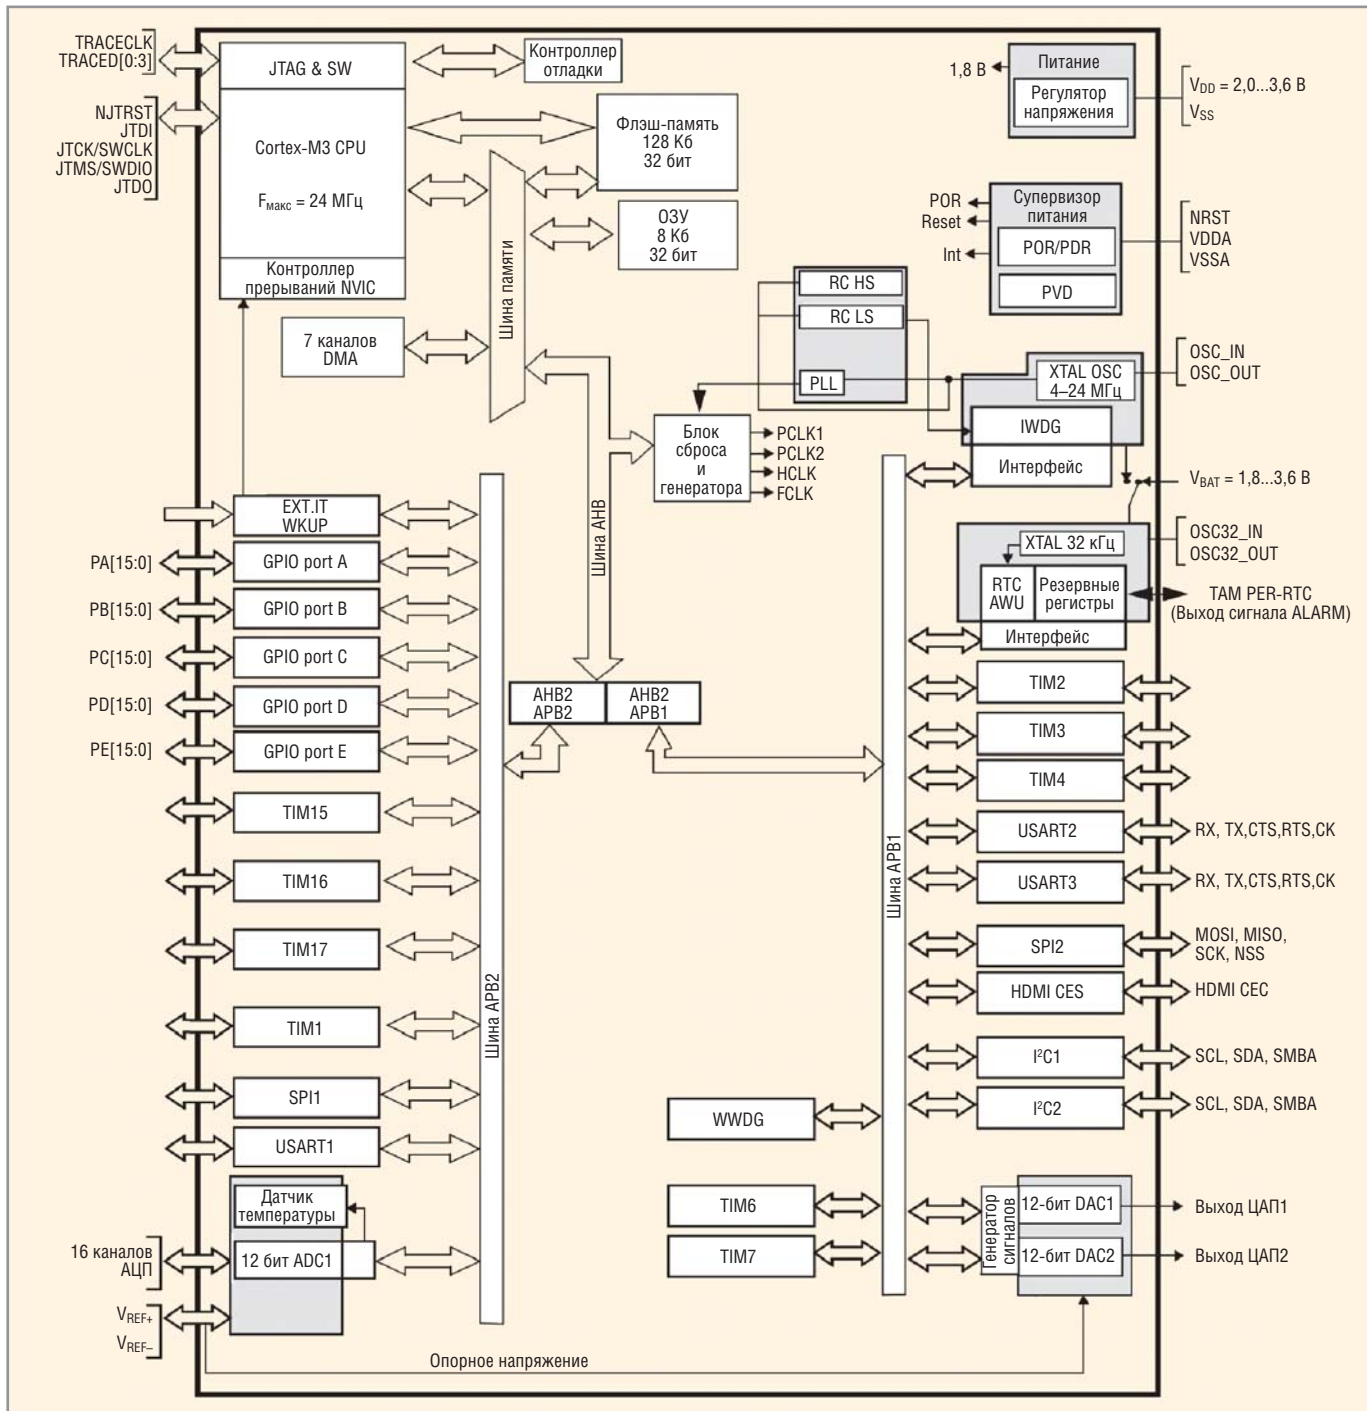 TRACECLK
TRACED[0:3]
JTAG & SW
Контроллер
отладки
NJTRST
JTDI
JTCK/SWCLK
JTMS/SWDIO
JTDO
Cortex-M3 CPU
Fмакс = 24 МГц
Контроллер
прерываний NVIC
Флэш-память
128 Кб
32 бит
ОЗУ
8 Кб
32 бит
Шина памяти
7 каналов
DMA
1,8 В
Питание
Регулятор
напряжения
VDD = 2,0...3,6 В
VSS
POR
Reset
Int
Супервизор
питания
POR/PDR
PVD
NRST
VDDA
VSSA
RC HS
RC LS
PLL
XTAL OSC
4–24 МГц
IWDG
Интерфейс
OSC_IN
OSC_OUT
Блок
сброса
и
генератора
PCLK1
PCLK2
HCLK
FCLK
VBAT = 1,8...3,6 В
XTAL 32 кГц
RTC
AWU
Резервные
регистры
Интерфейс
OSC32_IN
OSC32_OUT
TAM PER-RTC
(Выход сигнала ALARM)
Шина AHB
EXT.IT
WKUP
PA[15:0]
GPIO port A
PB[15:0]
GPIO port B
PC[15:0]
GPIO port C
PD[15:0]
GPIO port D
PE[15:0]
GPIO port E
TIM15
TIM16
TIM17
TIM1
SPI1
USART1
Датчик
температуры
16 каналов
АЦП
12 бит ADC1
VREF+
VREF–
Шина APB2
AHB2
APB2
AHB2
APB1
Шина APB1
TIM2
TIM3
TIM4
USART2
RX, TX,CTS,RTS,CK
USART3
RX, TX,CTS,RTS,CK
SPI2
MOSI, MISO,
SCK, NSS
HDMI CES
HDMI CEC
I²C1
SCL, SDA, SMBA
I²C2
SCL, SDA, SMBA
WWDG
TIM6
TIM7
Генератор
сигналов
12-бит DAC1
Выход ЦАП1
12-бит DAC2
Выход ЦАП2
Опорное напряжение